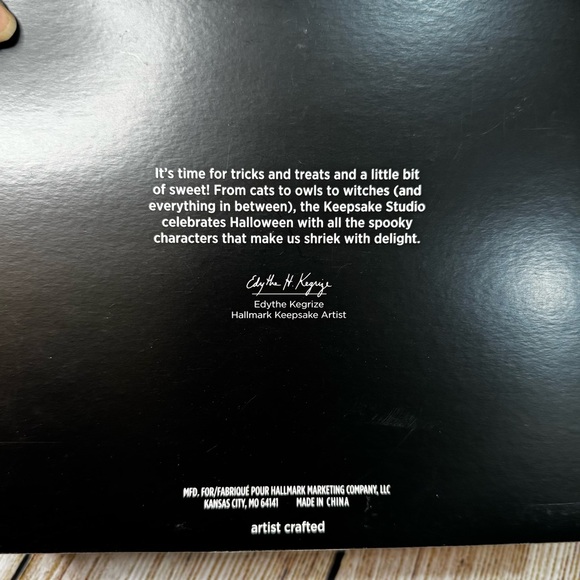 It's time for tricks and treats and a little bit
of sweet! From cats to owls to witches (and
everything in between), the Keepsake Studio
celebrates Halloween with all the spooky
characters that make us shriek with delight.
Edythe H. Kegrize
Edythe Kegrize
Hallmark Keepsake Artist
MFD. FOR/FABRIQUÉ POUR HALLMARK MARKETING COMPANY, LLC
KANSAS CITY, MO 64141 MADE IN CHINA
artist crafted